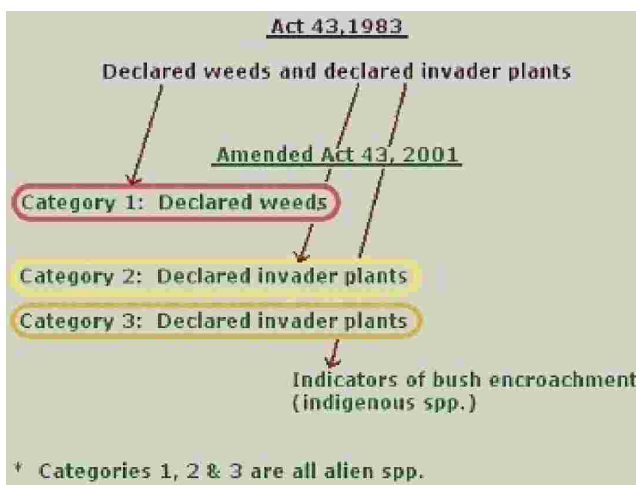 Act 43,1983
Declared weeds and declared invader plants
Amended Act 43, 2001
Category 1: Declared weeds
Category 2: Declared invader plants
Category 3: Declared invader plants
Indicators of bush encroachment
(indigenous spp.)
* Categories 1, 2 & 3 are all alien spp.